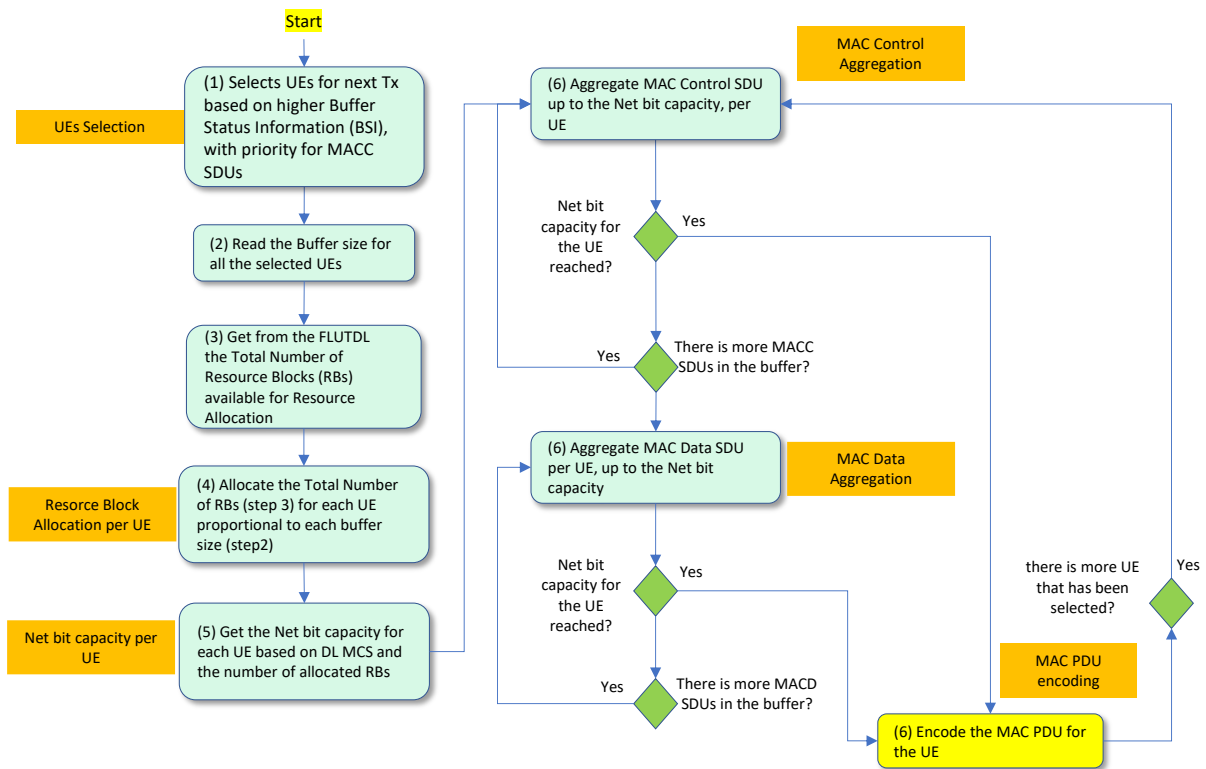 Start
(1) Selects UEs for next Tx
based on higher Buffer
Status Information (BSI),
with priority for MACC
SDUs
UEs Selection
(2) Read the Buffer size for
all the selected UEs
(3) Get from the FLUTDL
the Total Number of
Resource Blocks (RBs)
available for Resource
Allocation
(4) Allocate the Total Number
of RBs (step 3) for each UE
proportional to each buffer
size (step2)
Resorce Block
Allocation per UE
(5) Get the Net bit capacity for
each UE based on DL MCS and
the number of allocated RBs
Net bit capacity per
UE
MAC Control
Aggregation
(6) Aggregate MAC Control SDU
up to the Net bit capacity, per
UE
Net bit
capacity for
the UE
reached?
Yes
There is more MACC
SDUs in the buffer?
Yes
(6) Aggregate MAC Data SDU
per UE, up to the Net bit
capacity
MAC Data
Aggregation
Net bit
capacity for
the UE
reached?
Yes
There is more MACD
SDUs in the buffer?
Yes
there is more UE
that has been
selected?
Yes
MAC PDU
encoding
(6) Encode the MAC PDU for
the UE